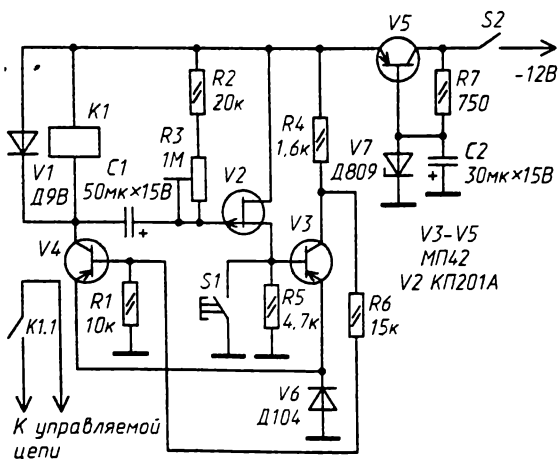 V5
S2
-12В
R2
20к
R7
750
K1
R3
1М
R4
1,6к
V1
Д9В
C1
50мк×15В
V2
V7
Д809
C2
30мк×15В
V3
V4
V3-V5
МП42
V2 КП201А
S1
R1
10к
R5
4,7к
R6
15к
K1.1
V6
Д104
К управляемой
цепи
+
+